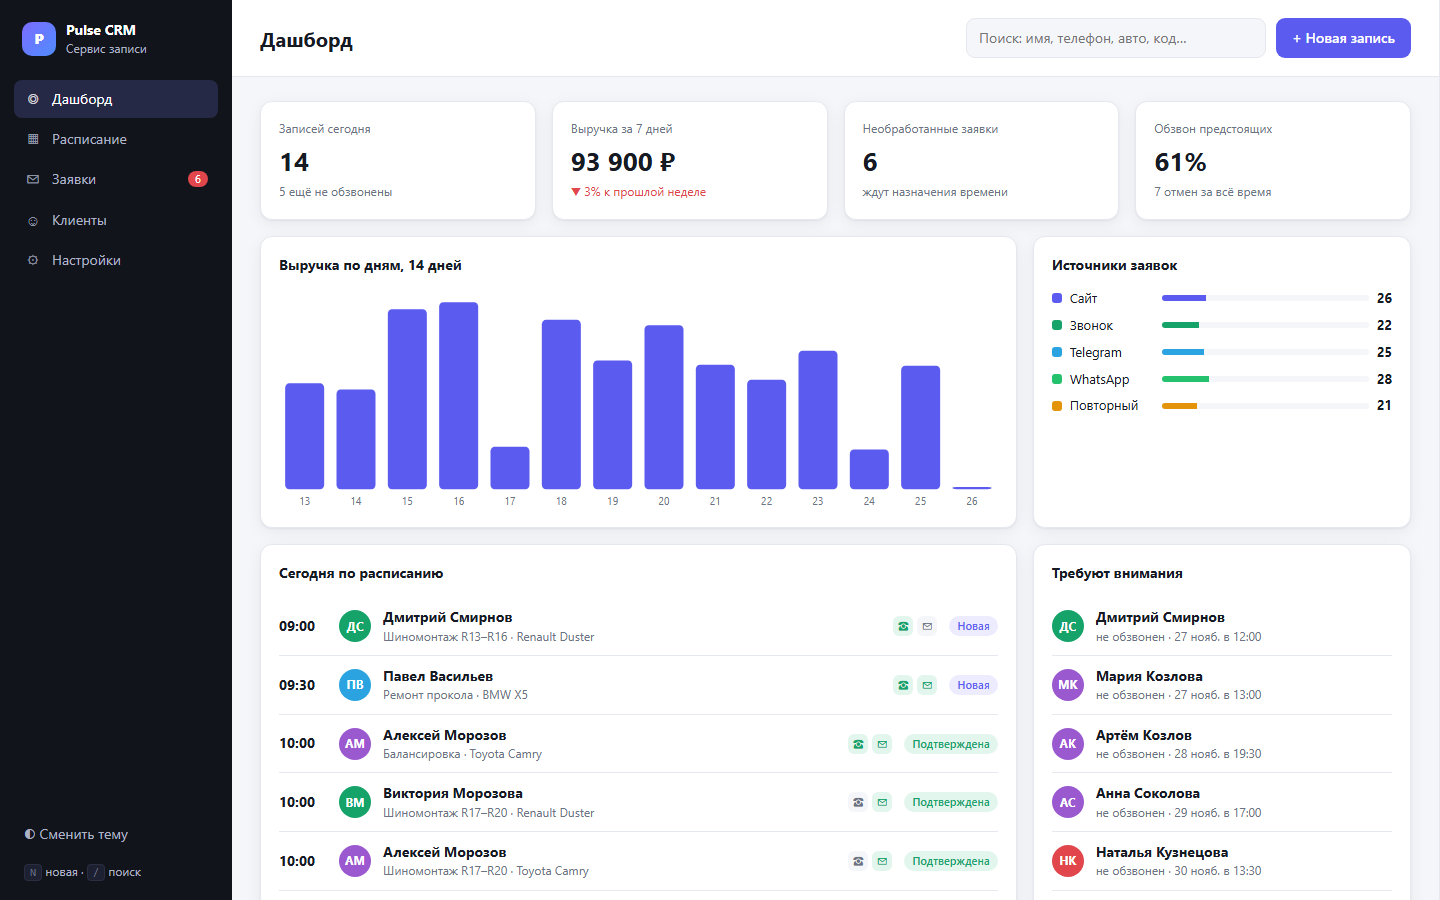 P
Pulse CRM
Сервис записи
Дашборд
Расписание
Заявки 6
Клиенты
Настройки
Сменить тему
N новая · / поиск
Дашборд
Поиск: имя, телефон, авто, код...
+ Новая запись
Записей сегодня
14
5 ещё не обзвонены
Выручка за 7 дней
93 900 ₽
▼ 3% к прошлой неделе
Необработанные заявки
6
ждут назначения времени
Обзвон предстоящих
61%
7 отмен за всё время
Выручка по дням, 14 дней
13 14 15 16 17 18 19 20 21 22 23 24 25 26
Источники заявок
Сайт 26
Звонок 22
Telegram 25
WhatsApp 28
Повторный 21
Сегодня по расписанию
09:00 ДС Дмитрий Смирнов Новая
Шиномонтаж R13–R16 · Renault Duster
09:30 ПВ Павел Васильев Новая
Ремонт прокола · BMW X5
10:00 АМ Алексей Морозов Подтверждена
Балансировка · Toyota Camry
10:00 ВМ Виктория Морозова Подтверждена
Шиномонтаж R17–R20 · Renault Duster
10:00 АМ Алексей Морозов Подтверждена
Шиномонтаж R17–R20 · Toyota Camry
Требуют внимания
ДС Дмитрий Смирнов
не обзвонен · 27 нояб. в 12:00
МК Мария Козлова
не обзвонен · 27 нояб. в 13:00
АК Артём Козлов
не обзвонен · 28 нояб. в 19:30
АС Анна Соколова
не обзвонен · 29 нояб. в 17:00
НК Наталья Кузнецова
не обзвонен · 30 нояб. в 13:30